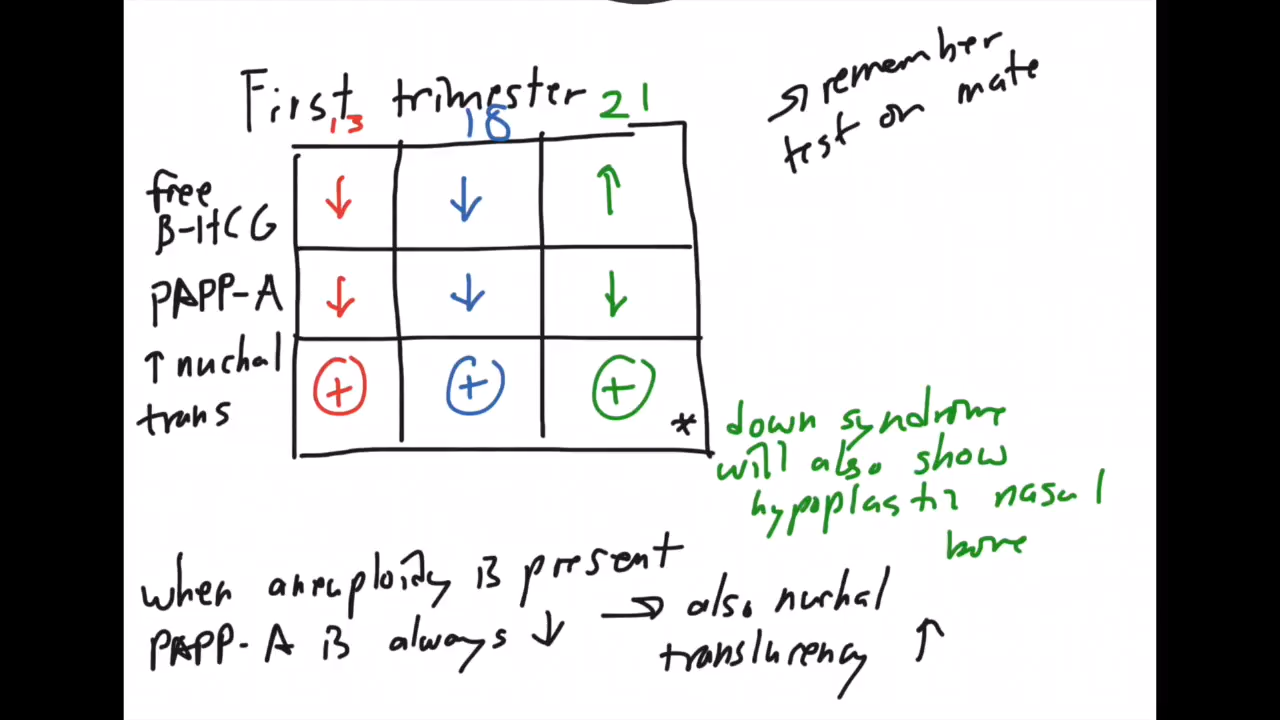 First trimester
→ remember
test on mate
13 18 21
free
B-HCG ↓ ↓ ↑
PAPP-A ↓ ↓ ↓
↑ nuchal
trans + + +
* down syndrome
will also show
hypoplastic nasal
bone
when aneuploidy is present
PAPP-A is always ↓
→ also nuchal
translucency ↑